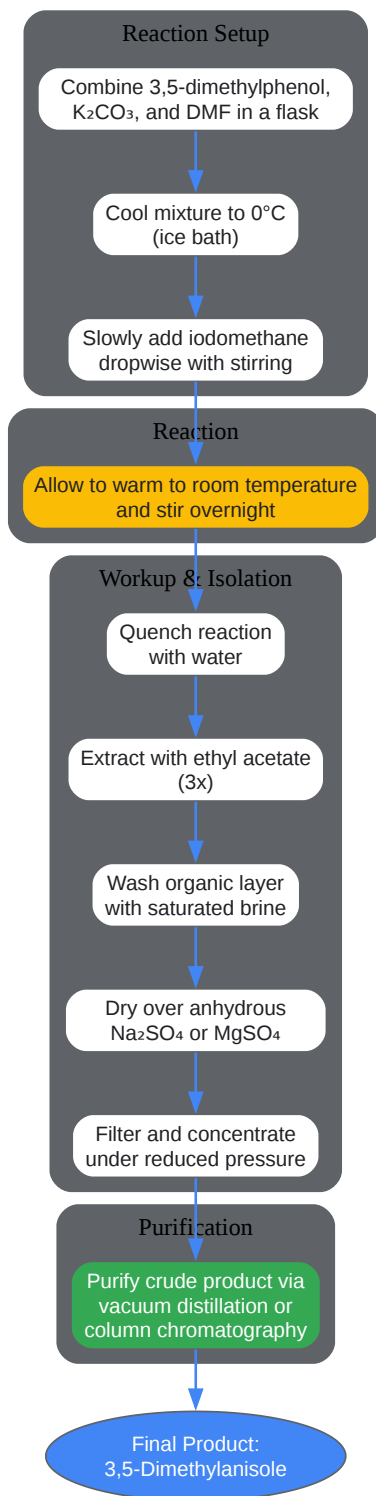 Reaction Setup
Combine 3,5-dimethylphenol,
K₂CO₃, and DMF in a flask
Cool mixture to 0°C
(ice bath)
Slowly add iodomethane
dropwise with stirring
Reaction
Allow to warm to room temperature
and stir overnight
Workup & Isolation
Quench reaction
with water
Extract with ethyl acetate
(3x)
Wash organic layer
with saturated brine
Dry over anhydrous
Na₂SO₄ or MgSO₄
Filter and concentrate
under reduced pressure
Purification
Purify crude product via
vacuum distillation or
column chromatography
Final Product:
3,5-Dimethylanisole